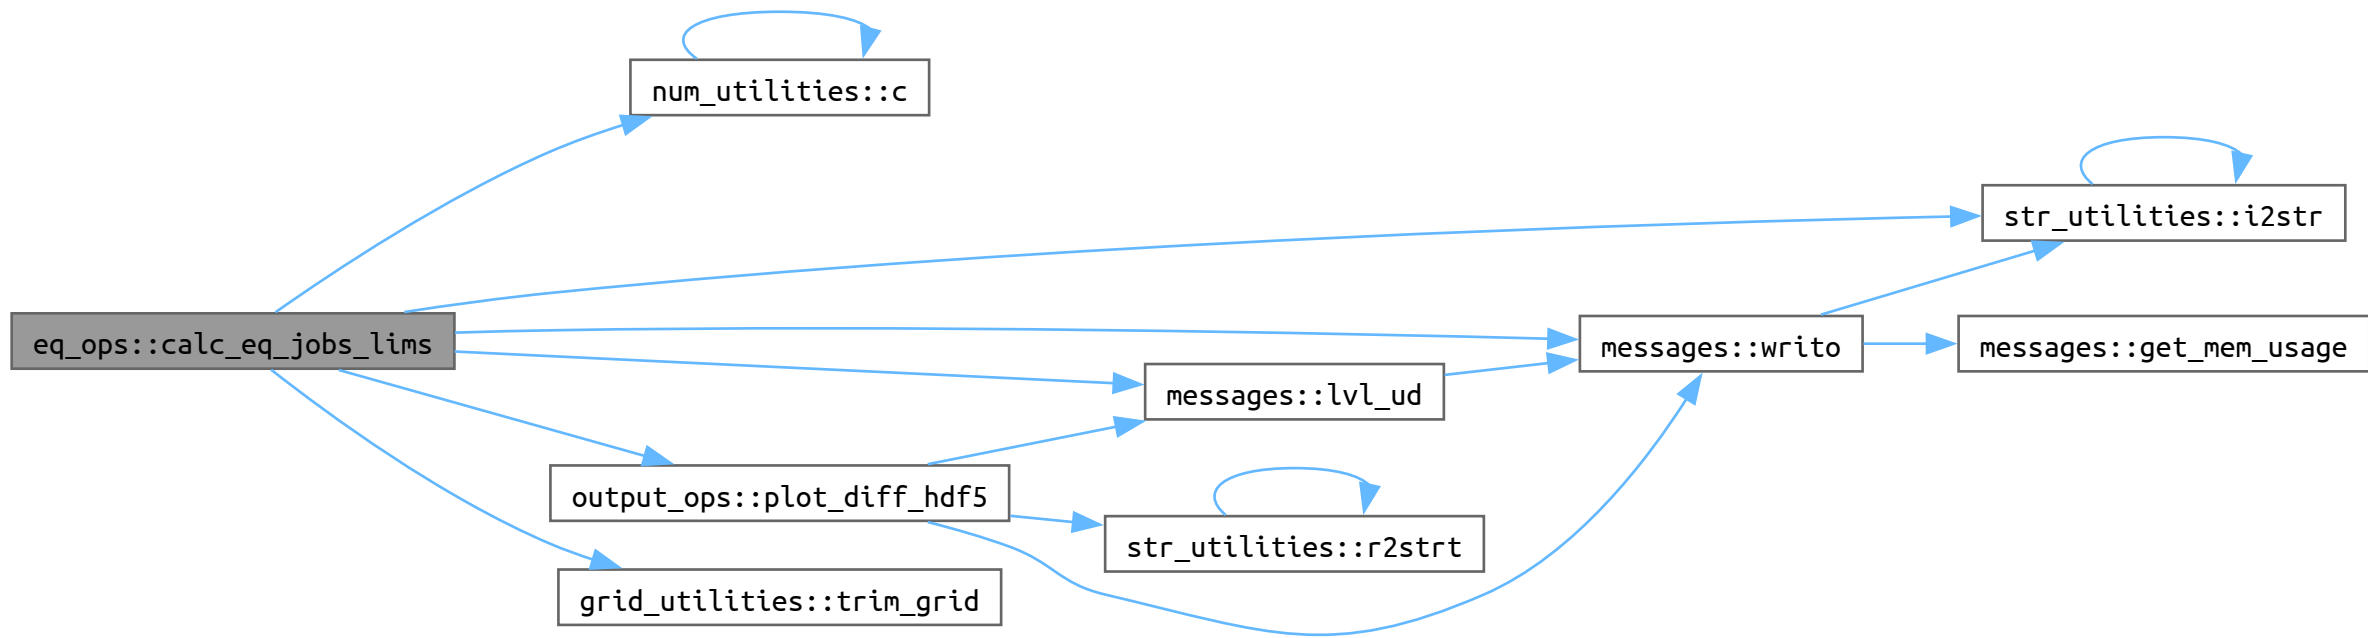 num_utilities::c
str_utilities::i2str
eq_ops::calc_eq_jobs_lims
messages::writo
messages::get_mem_usage
messages::lvl_ud
output_ops::plot_diff_hdf5
str_utilities::r2strt
grid_utilities::trim_grid